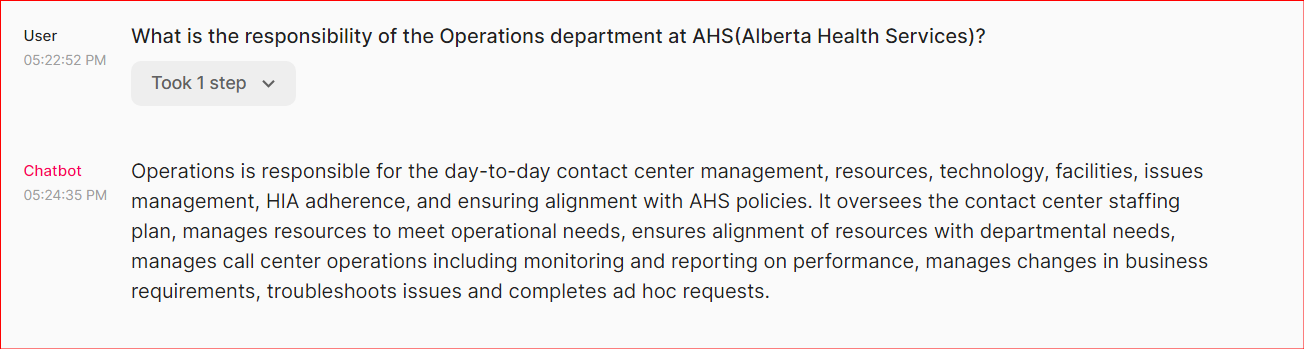 User
What is the responsibility of the Operations department at AHS(Alberta Health Services)?
05:22:52 PM
Took 1 step
Chatbot
Operations is responsible for the day-to-day contact center management, resources, technology, facilities, issues
05:24:35 PM
management, HIA adherence, and ensuring alignment with AHS policies. It oversees the contact center staffing
plan, manages resources to meet operational needs, ensures alignment of resources with departmental needs,
manages call center operations including monitoring and reporting on performance, manages changes in business
requirements, troubleshoots issues and completes ad hoc requests.